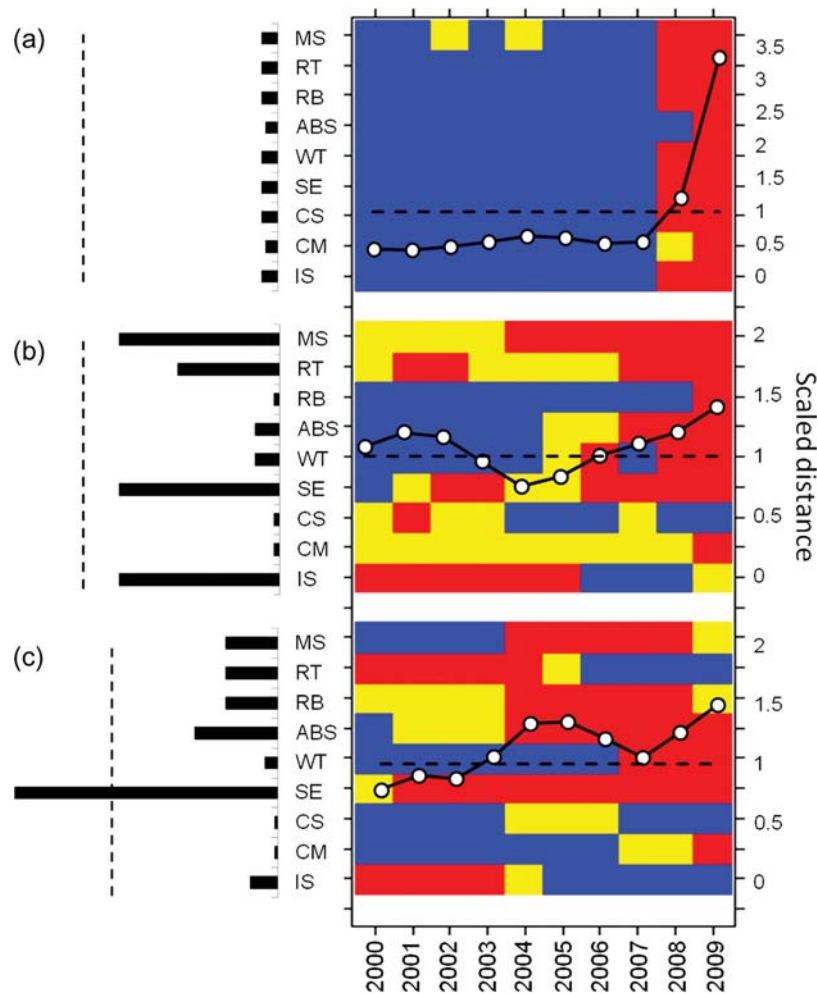 (a)
MS
RT
RB
ABS
WT
SE
CS
CM
IS
3.5
3
2.5
2
1.5
1
0.5
0
(b)
MS
RT
RB
ABS
WT
SE
CS
CM
IS
2
1.5
1
0.5
0
Scaled distance
(c)
MS
RT
RB
ABS
WT
SE
CS
CM
IS
2
1.5
1
0.5
0
2000
2001
2002
2003
2004
2005
2006
2007
2008
2009